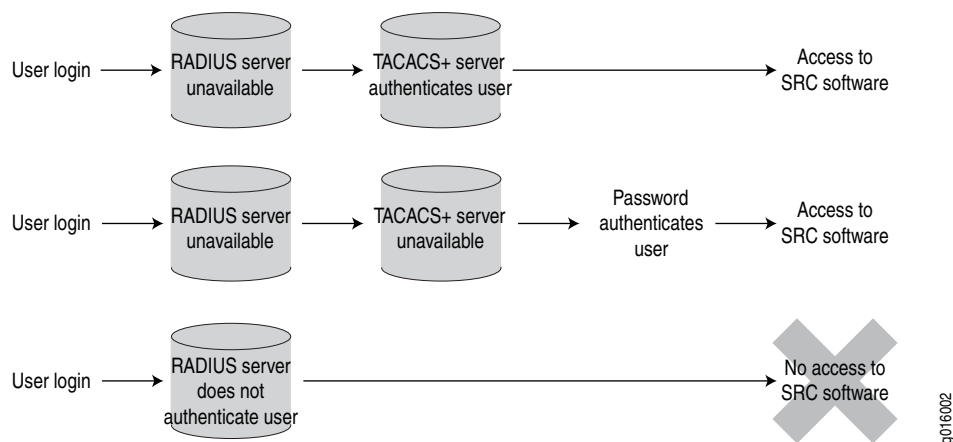 User login
RADIUS server
unavailable
TACACS+ server
authenticates user
Access to
SRC software
User login
RADIUS server
unavailable
TACACS+ server
unavailable
Password
authenticates
user
Access to
SRC software
User login
RADIUS server
does not
authenticate user
No access to
SRC software
g016002